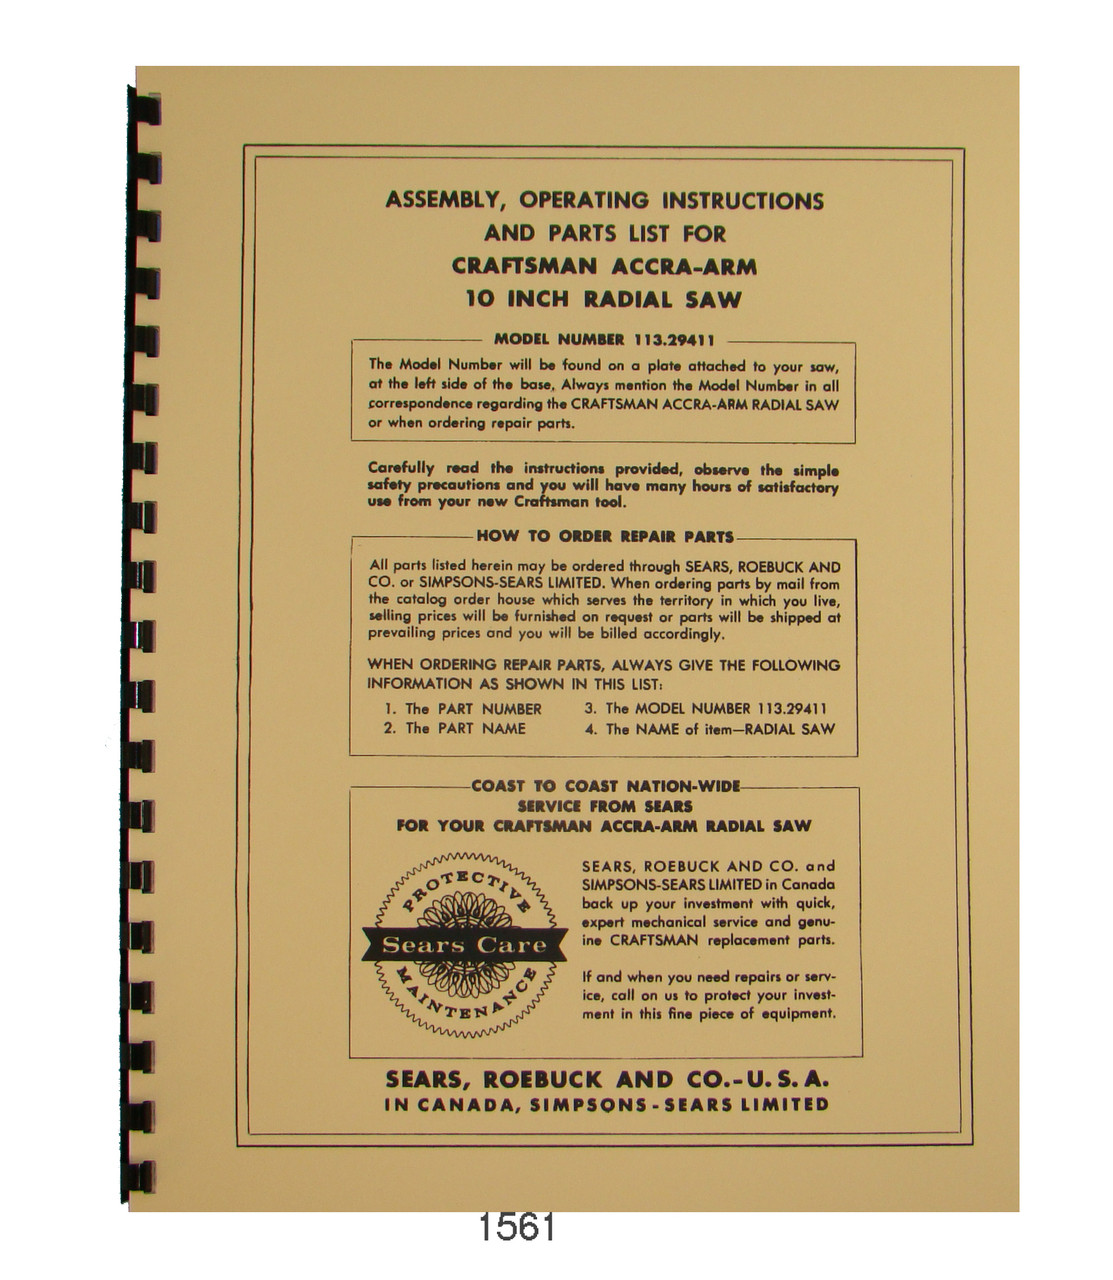 ASSEMBLY, OPERATING INSTRUCTIONS
AND PARTS LIST FOR
CRAFTSMAN ACCRA-ARM
10 INCH RADIAL SAW
MODEL NUMBER 113.29411
The Model Number will be found on a plate attached to your saw,
at the left side of the base. Always mention the Model Number in all
correspondence regarding the CRAFTSMAN ACCRA-ARM RADIAL SAW
or when ordering repair parts.
Carefully read the instructions provided, observe the simple
safety precautions and you will have many hours of satisfactory
use from your new Craftsman tool.
HOW TO ORDER REPAIR PARTS
All parts listed herein may be ordered through SEARS, ROEBUCK AND
CO. or SIMPSONS-SEARS LIMITED. When ordering parts by mail from
the catalog order house which serves the territory in which you live,
selling prices will be furnished on request or parts will be shipped at
prevailing prices and you will be billed accordingly.
WHEN ORDERING REPAIR PARTS, ALWAYS GIVE THE FOLLOWING
INFORMATION AS SHOWN IN THIS LIST:
1. The PART NUMBER
2. The PART NAME
3. The MODEL NUMBER 113.29411
4. The NAME of item—RADIAL SAW
COAST TO COAST NATION-WIDE
SERVICE FROM SEARS
FOR YOUR CRAFTSMAN ACCRA-ARM RADIAL SAW
PROTECTIVE
Sears Care
MAINTENANCE
SEARS, ROEBUCK AND CO. and
SIMPSONS-SEARS LIMITED in Canada
back up your investment with quick,
expert mechanical service and genu-
ine CRAFTSMAN replacement parts.
If and when you need repairs or serv-
ice, call on us to protect your invest-
ment in this fine piece of equipment.
SEARS, ROEBUCK AND CO.-U.S.A.
IN CANADA, SIMPSONS-SEARS LIMITED
1561